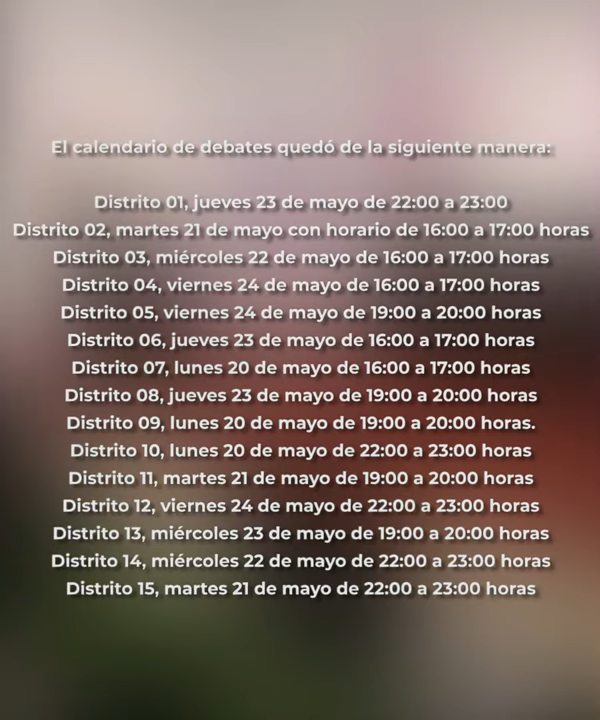 El calendario de debates quedó de la siguiente manera:
Distrito 01, jueves 23 de mayo de 22:00 a 23:00
Distrito 02, martes 21 de mayo con horario de 16:00 a 17:00 horas
Distrito 03, miércoles 22 de mayo de 16:00 a 17:00 horas
Distrito 04, viernes 24 de mayo de 16:00 a 17:00 horas
Distrito 05, viernes 24 de mayo de 19:00 a 20:00 horas
Distrito 06, jueves 23 de mayo de 16:00 a 17:00 horas
Distrito 07, lunes 20 de mayo de 16:00 a 17:00 horas
Distrito 08, jueves 23 de mayo de 19:00 a 20:00 horas
Distrito 09, lunes 20 de mayo de 19:00 a 20:00 horas.
Distrito 10, lunes 20 de mayo de 22:00 a 23:00 horas
Distrito 11, martes 21 de mayo de 19:00 a 20:00 horas
Distrito 12, viernes 24 de mayo de 22:00 a 23:00 horas
Distrito 13, miércoles 23 de mayo de 19:00 a 20:00 horas
Distrito 14, miércoles 22 de mayo de 22:00 a 23:00 horas
Distrito 15, martes 21 de mayo de 22:00 a 23:00 horas